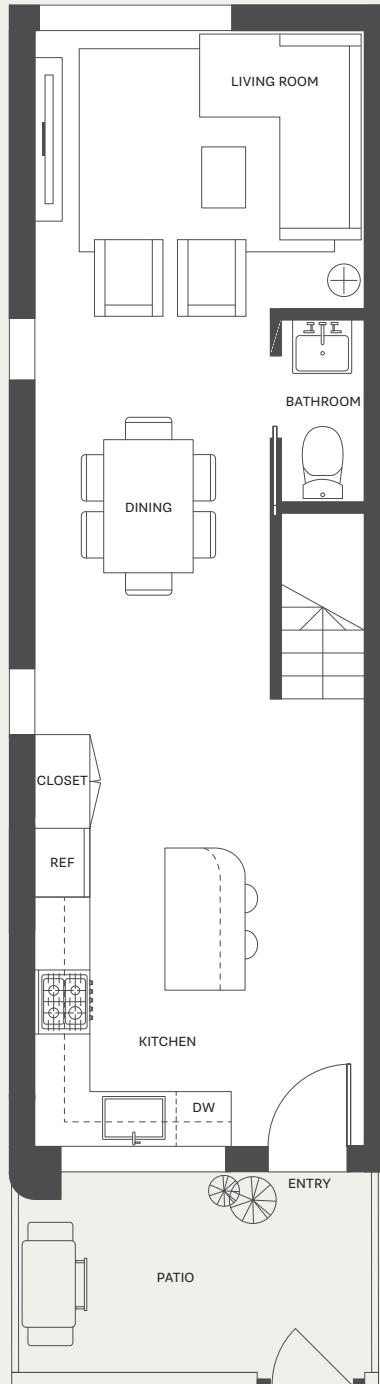 LIVING ROOM
BATHROOM
DINING
CLOSET
REF
KITCHEN
DW
ENTRY
PATIO